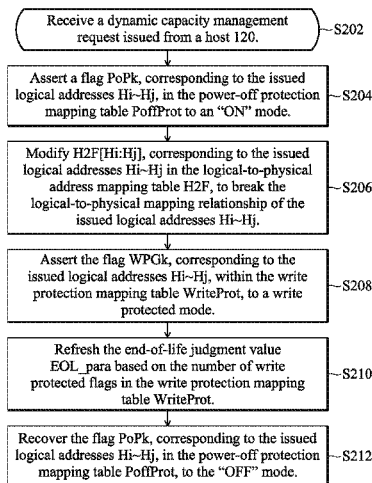 Receive a dynamic capacity management
request issued from a host 120.
S202
Assert a flag PoPk, corresponding to the issued
logical addresses Hi~Hj, in the power-off protection
mapping table PoffProt to an “ON” mode.
S204
Modify H2F[Hi:Hj], corresponding to the issued
logical addresses Hi~Hj in the logical-to-physical
address mapping table H2F, to break the
logical-to-physical mapping relationship of the
issued logical addresses Hi~Hj.
S206
Assert the flag WPGk, corresponding to the
issued logical addresses Hi~Hj, within the write
protection mapping table WriteProt, to a write
protected mode.
S208
Refresh the end-of-life judgment value
EOL_para based on the number of write
protected flags in the write protection mapping
table WriteProt.
S210
Recover the flag PoPk, corresponding to the issued
logical addresses Hi~Hj, in the power-off protection
mapping table PoffProt, to the “OFF” mode.
S212